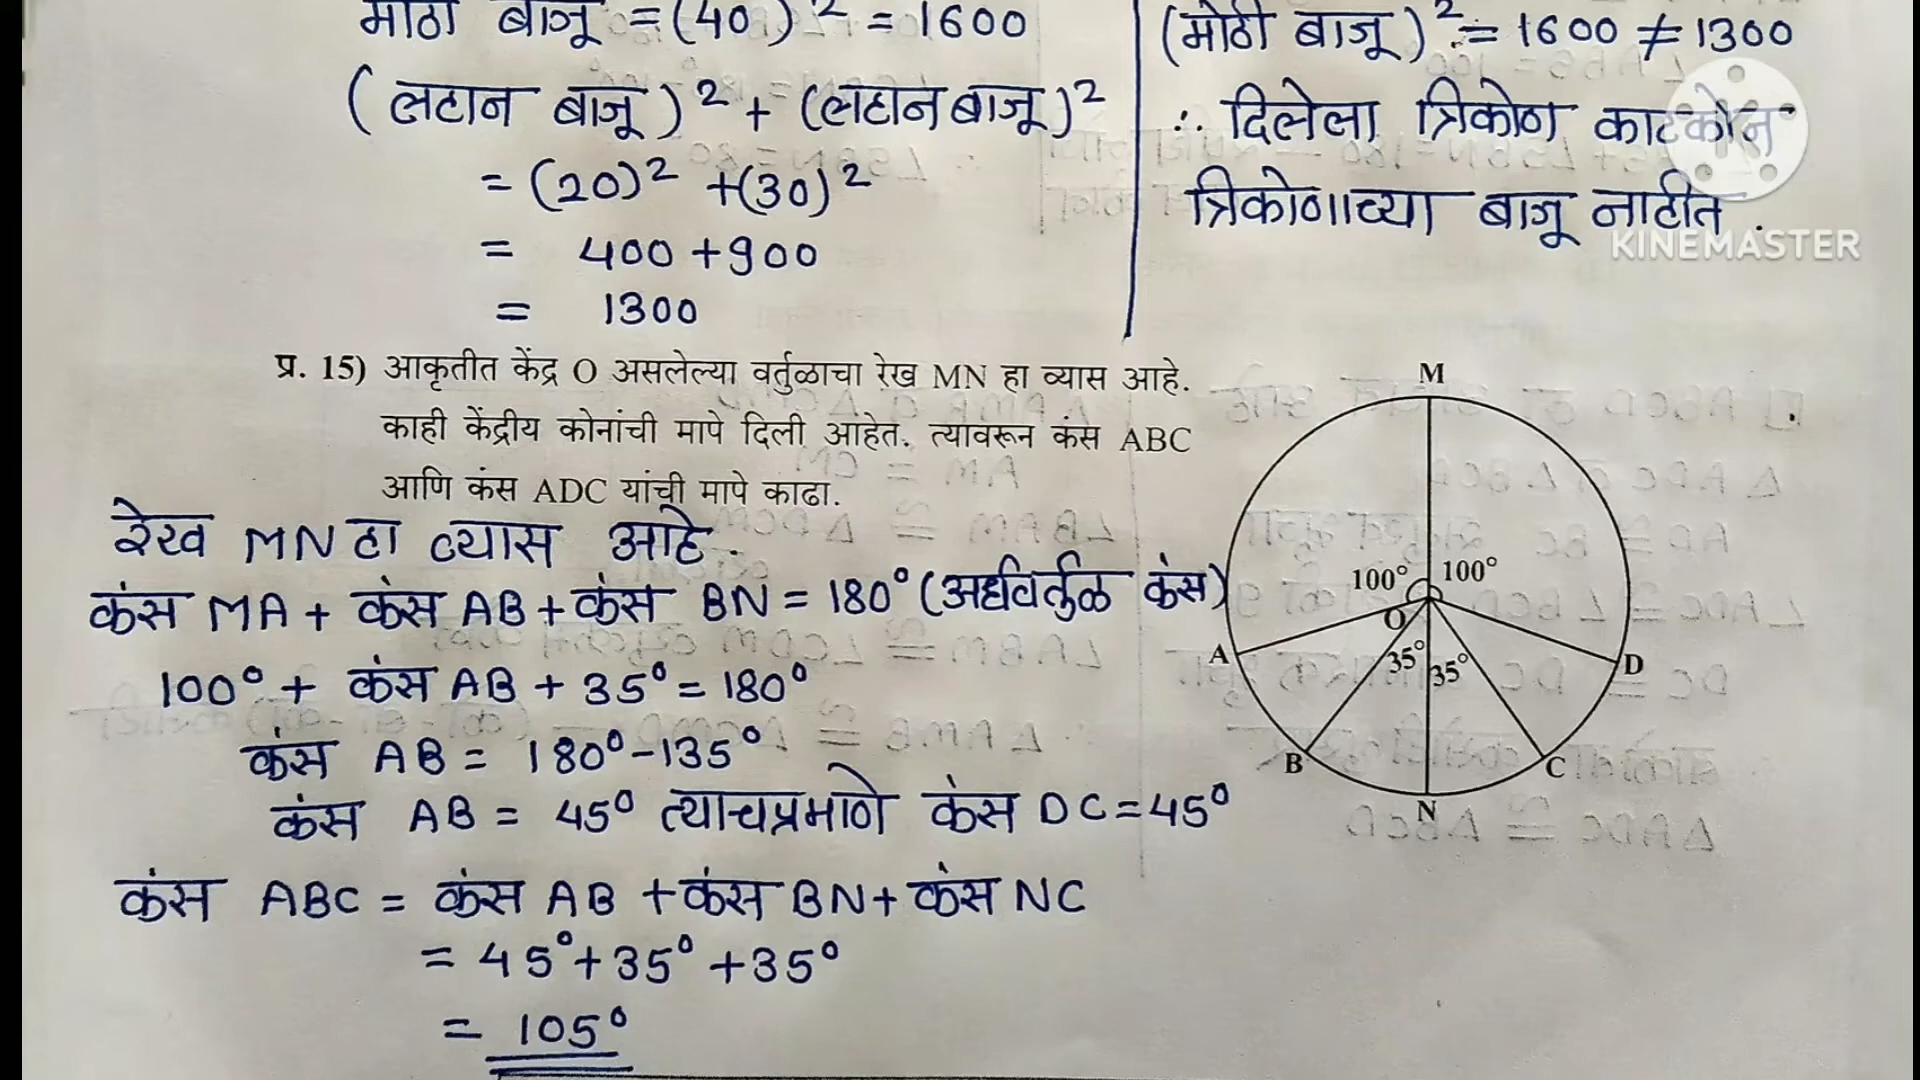 मोठी बाजू = (40)² = 1600
(लहान बाजू)² + (लहान बाजू)²
= (20)² + (30)²
= 400 + 900
= 1300
(मोठी बाजू)² = 1600 ≠ 1300
∴ दिलेला त्रिकोण काटकोन
त्रिकोणाच्या बाजू नाहीत.
KINEMASTER
प्र. 15) आकृतीत केंद्र O असलेल्या वर्तुळाचा रेख MN हा व्यास आहे.
काही केंद्रीय कोनांची मापे दिली आहेत. त्यावरून कंस ABC
आणि कंस ADC यांची मापे काढा.
रेख MN हा व्यास आहे.
कंस MA + कंस AB + कंस BN = 180° (अर्धवर्तुळ कंस)
100° + कंस AB + 35° = 180°
कंस AB = 180° - 135°
कंस AB = 45° त्याचप्रमाणे कंस DC = 45°
कंस ABC = कंस AB + कंस BN + कंस NC
= 45° + 35° + 35°
= 105°
M
100° 100°
O
A
35° 35°
D
B
C
N